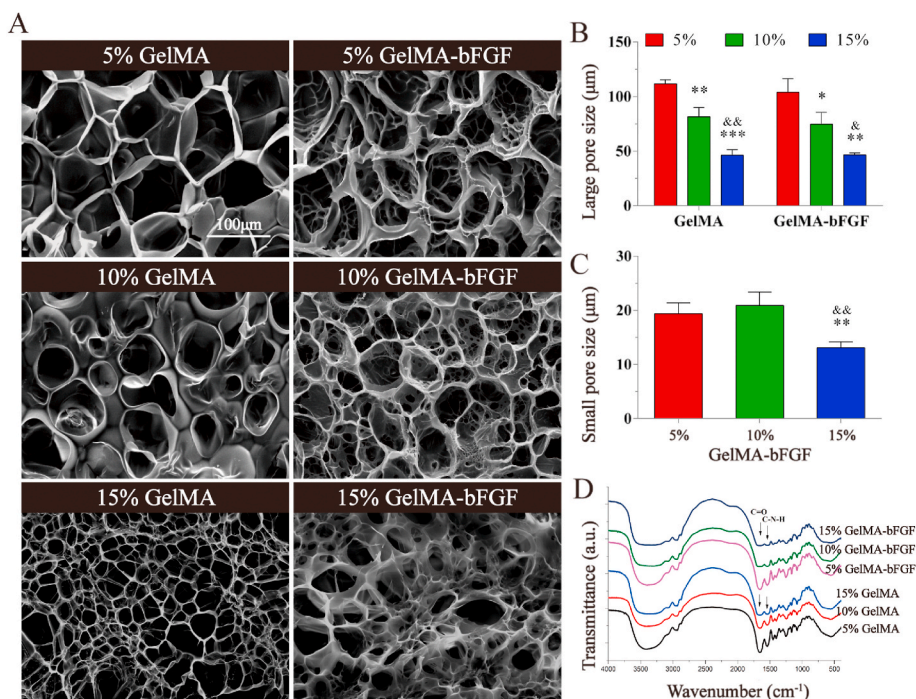 A
5% GelMA
5% GelMA-bFGF
100μm
10% GelMA
10% GelMA-bFGF
15% GelMA
15% GelMA-bFGF
B
5% 10% 15%
Large pore size (μm)
150
100
50
0
** && ***
* & **
GelMA GelMA-bFGF
C
Small pore size (μm)
30
20
10
0
&&
**
5% 10% 15%
GelMA-bFGF
D
Transmittance (a.u.)
C=O
C-N-H
15% GelMA-bFGF
10% GelMA-bFGF
5% GelMA-bFGF
15% GelMA
10% GelMA
5% GelMA
4000 3500 3000 2500 2000 1500 1000 500
Wavenumber (cm⁻¹)